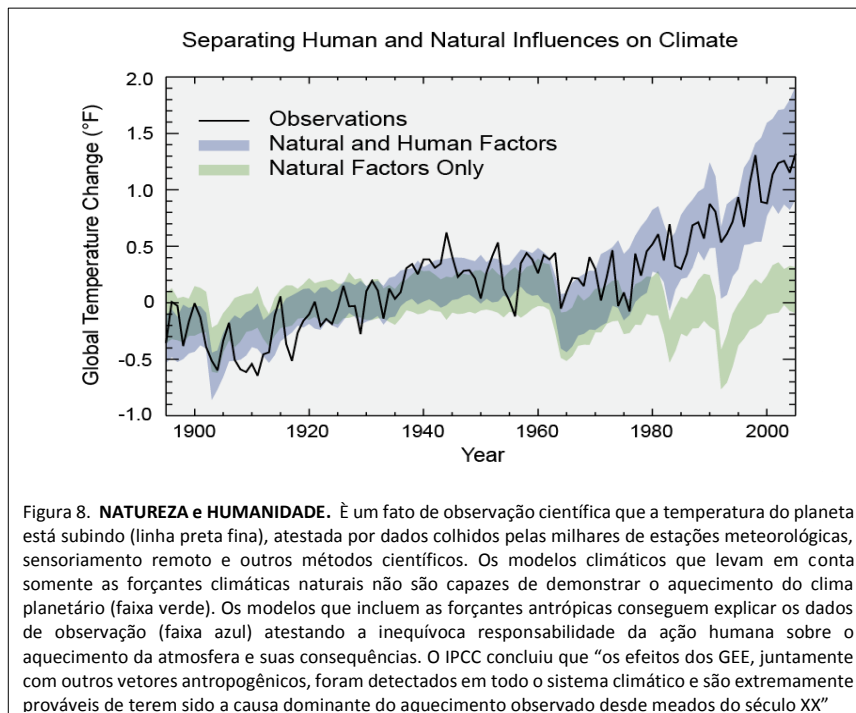 Separating Human and Natural Influences on Climate
2.0
1.5
1.0
0.5
0
-0.5
-1.0
Global Temperature Change (°F)
Observations
Natural and Human Factors
Natural Factors Only
1900 1920 1940 1960 1980 2000
Year
Figura 8. NATUREZA e HUMANIDADE. È um fato de observação científica que a temperatura do planeta
está subindo (linha preta fina), atestada por dados colhidos pelas milhares de estações meteorológicas,
sensoriamento remoto e outros métodos científicos. Os modelos climáticos que levam em conta
somente as forçantes climáticas naturais não são capazes de demonstrar o aquecimento do clima
planetário (faixa verde). Os modelos que incluem as forçantes antrópicas conseguem explicar os dados
de observação (faixa azul) atestando a inequívoca responsabilidade da ação humana sobre o
aquecimento da atmosfera e suas consequências. O IPCC concluiu que “os efeitos dos GEE, juntamente
com outros vetores antropogênicos, foram detectados em todo o sistema climático e são extremamente
prováveis de terem sido a causa dominante do aquecimento observado desde meados do século XX”